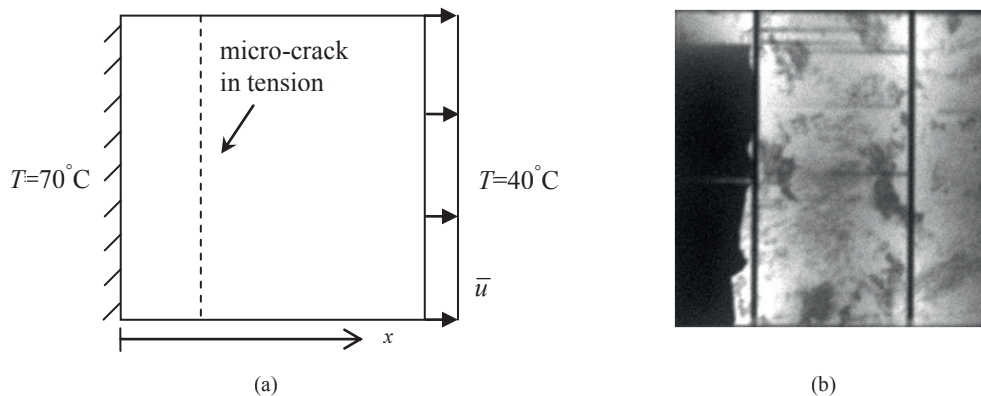 micro-crack
in tension
T=70°C
T=40°C
u̅
x
(a)
(b)